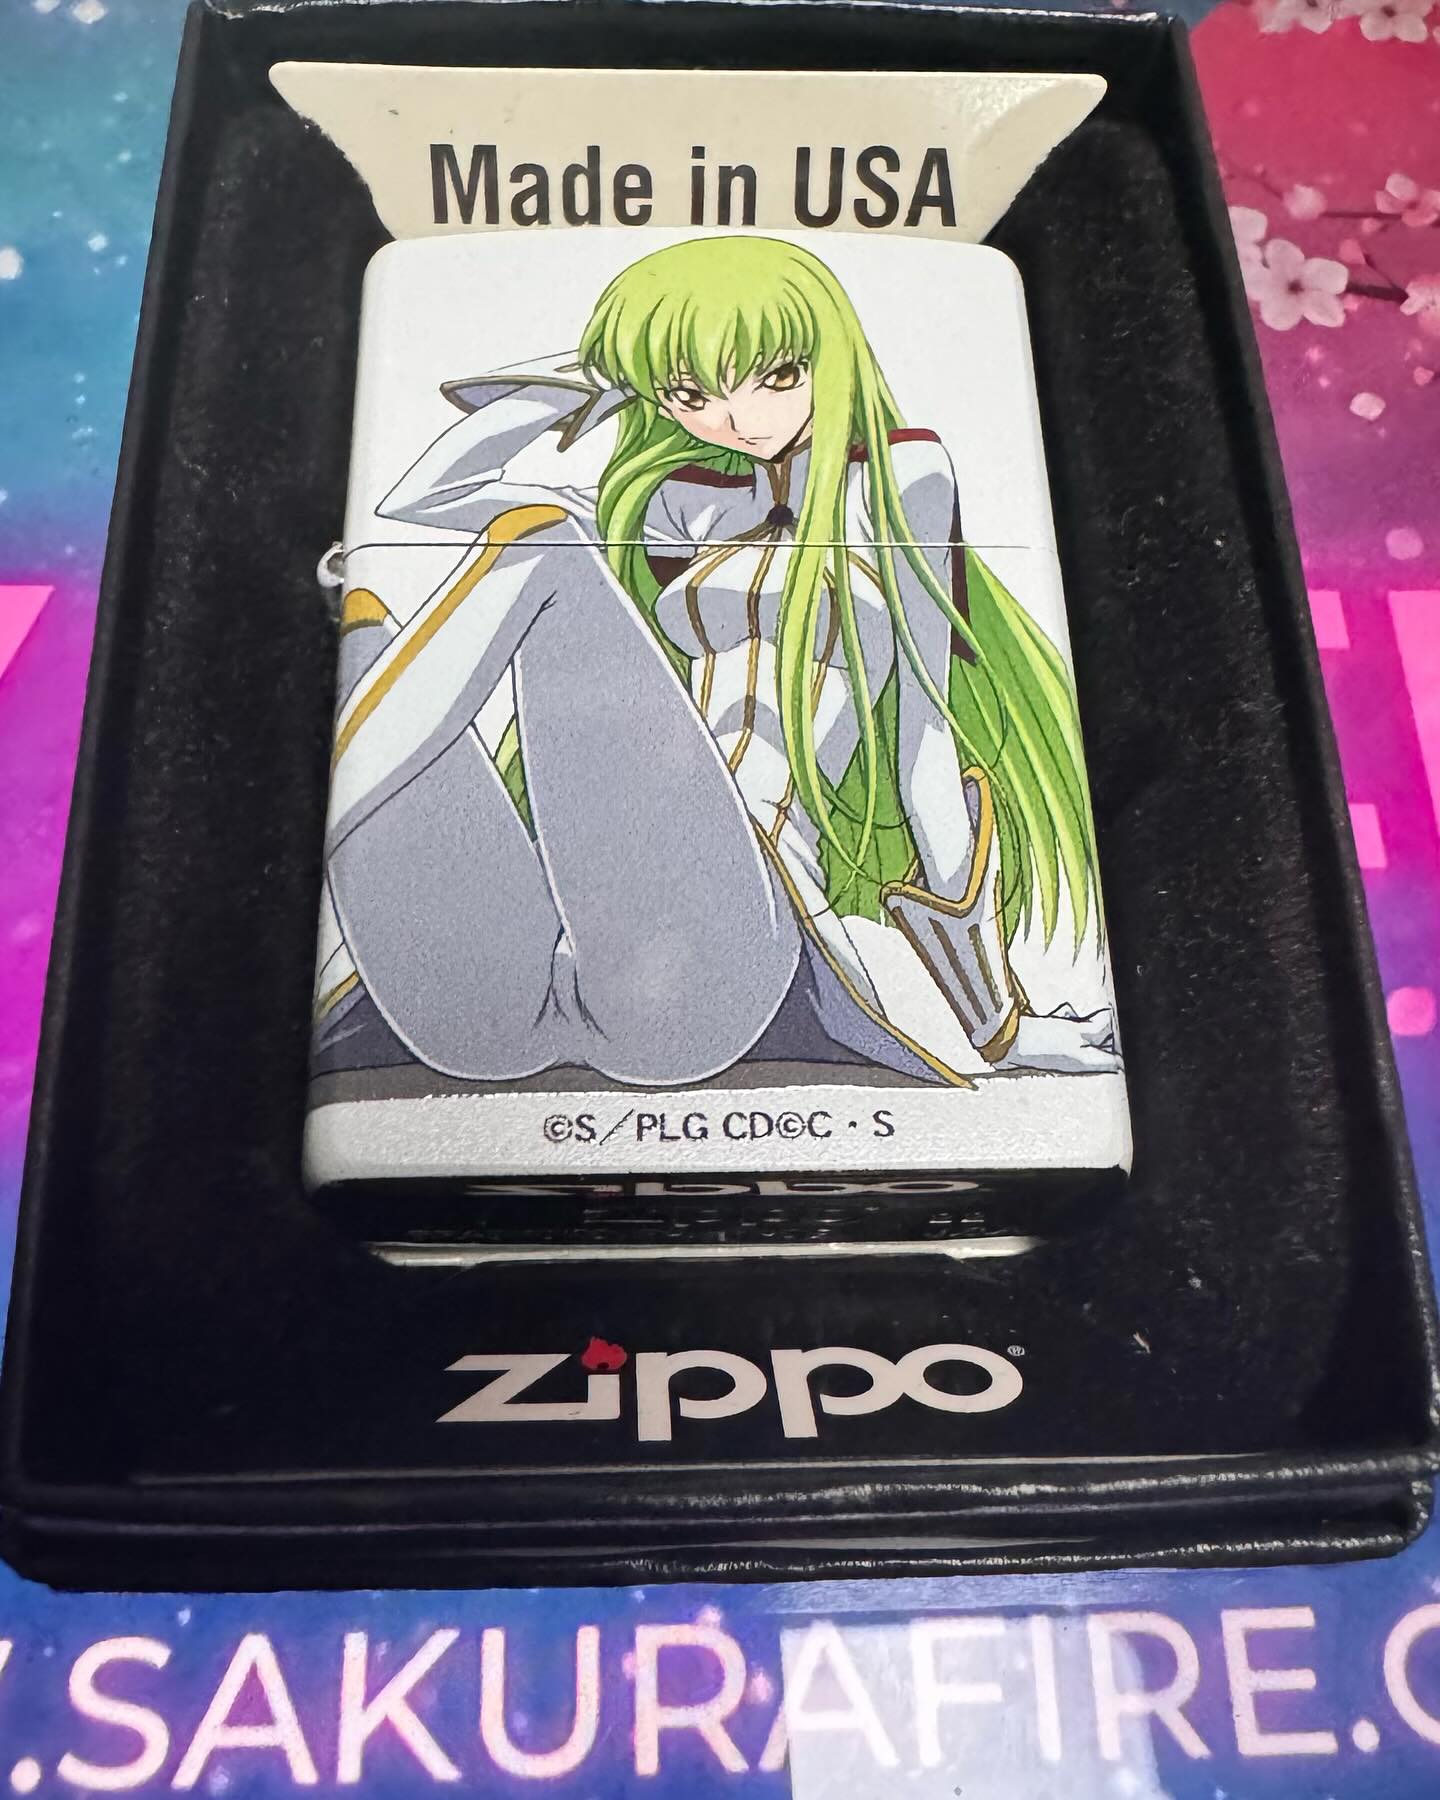 Made in USA
©S/PLG CD©C・S
zippo
.SAKURAFIRE.